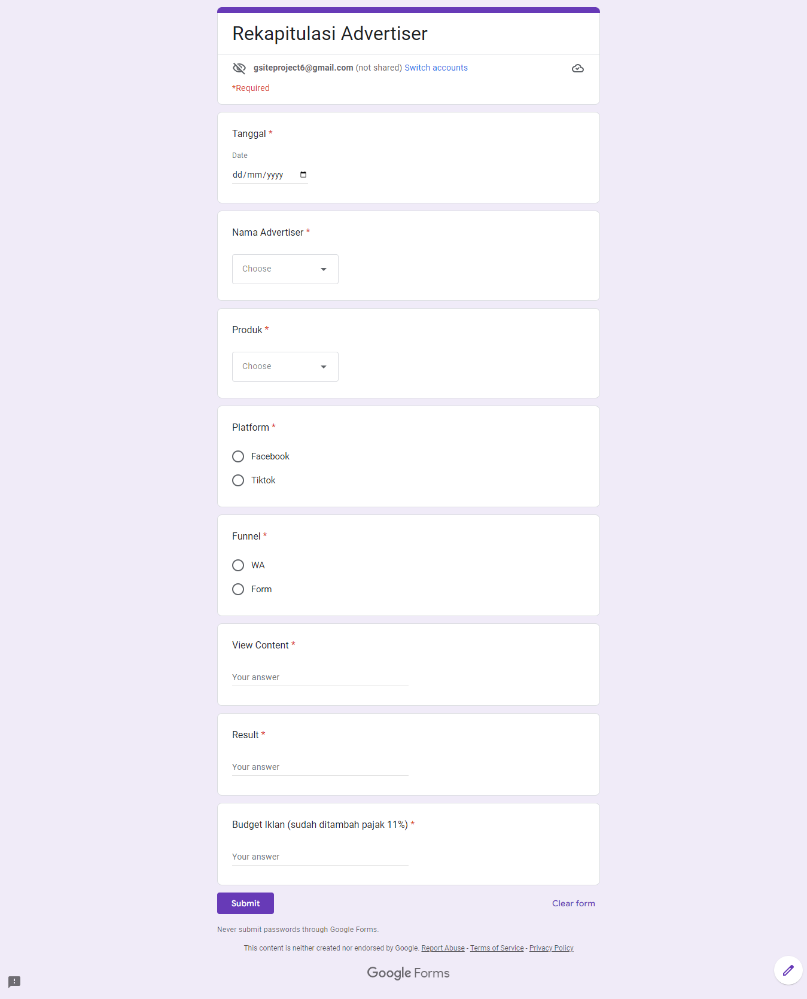 Rekapitulasi Advertiser
gsiteproject6@gmail.com (not shared) Switch accounts
*Required
Tanggal *
Date
dd/mm/yyyy
Nama Advertiser *
Choose
Produk *
Choose
Platform *
Facebook
Tiktok
Funnel *
WA
Form
View Content *
Your answer
Result *
Your answer
Budget Iklan (sudah ditambah pajak 11%) *
Your answer
Submit
Clear form
Never submit passwords through Google Forms.
This content is neither created nor endorsed by Google. Report Abuse - Terms of Service - Privacy Policy
Google Forms